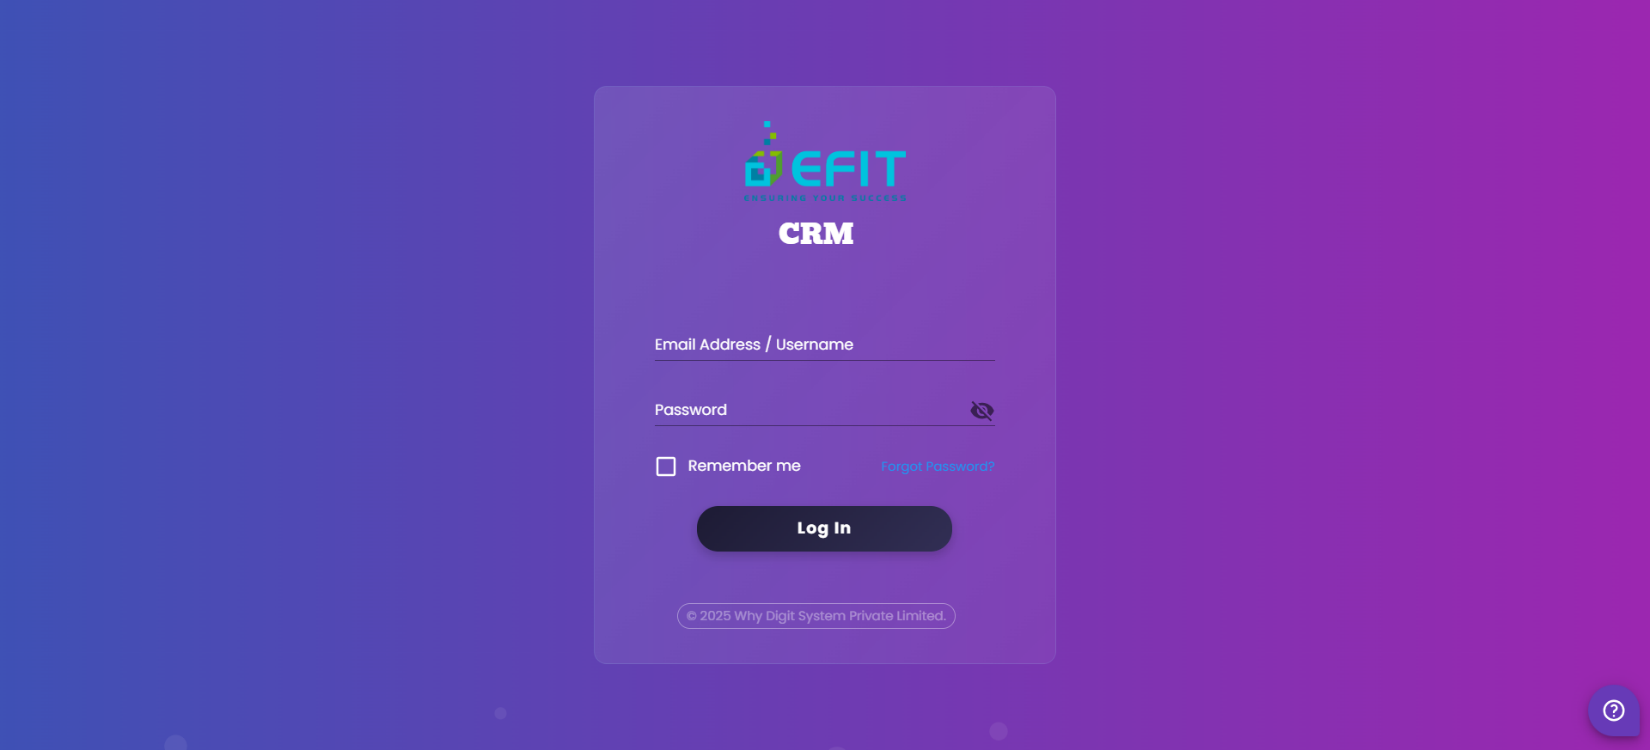 EFIT
ENSURING YOUR SUCCESS
CRM
Email Address / Username
Password
Remember me
Forgot Password?
Log In
© 2025 Why Digit System Private Limited.